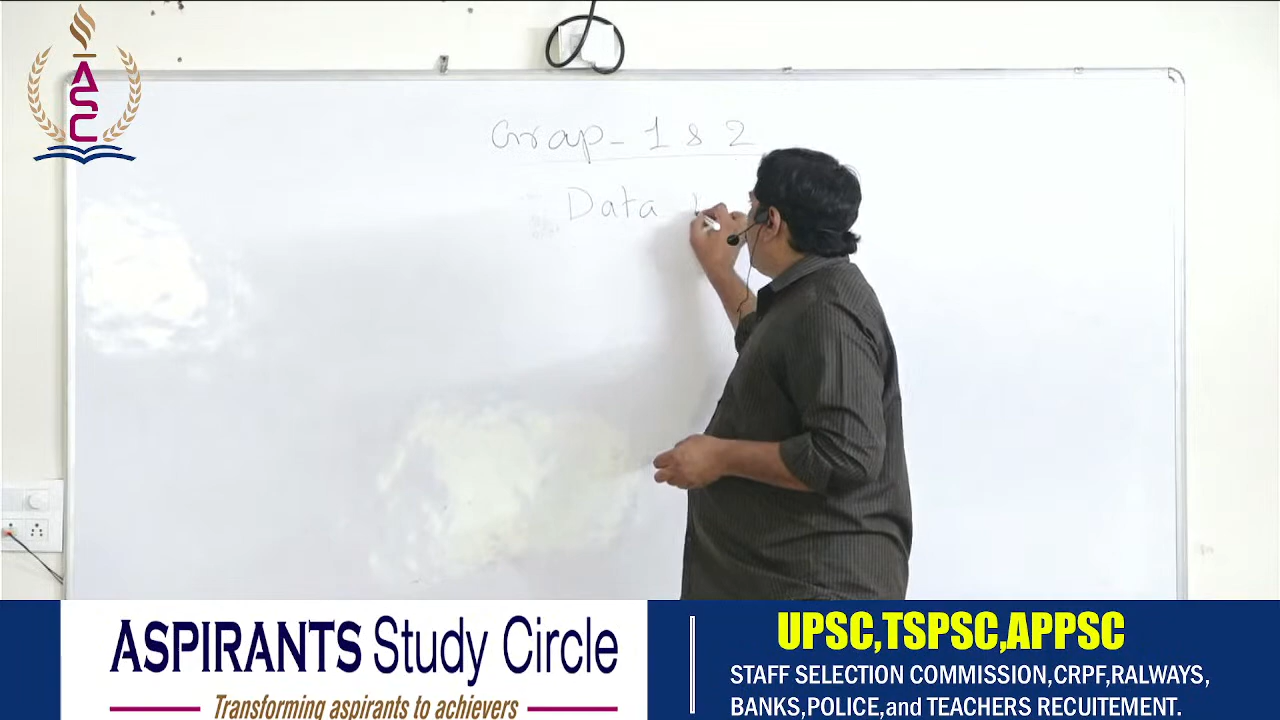 ASC
Grap - 1 & 2
Data
ASPIRANTS Study Circle
Transforming aspirants to achievers
UPSC,TSPSC,APPSC
STAFF SELECTION COMMISSION,CRPF,RALWAYS,
BANKS,POLICE,and TEACHERS RECUITEMENT.